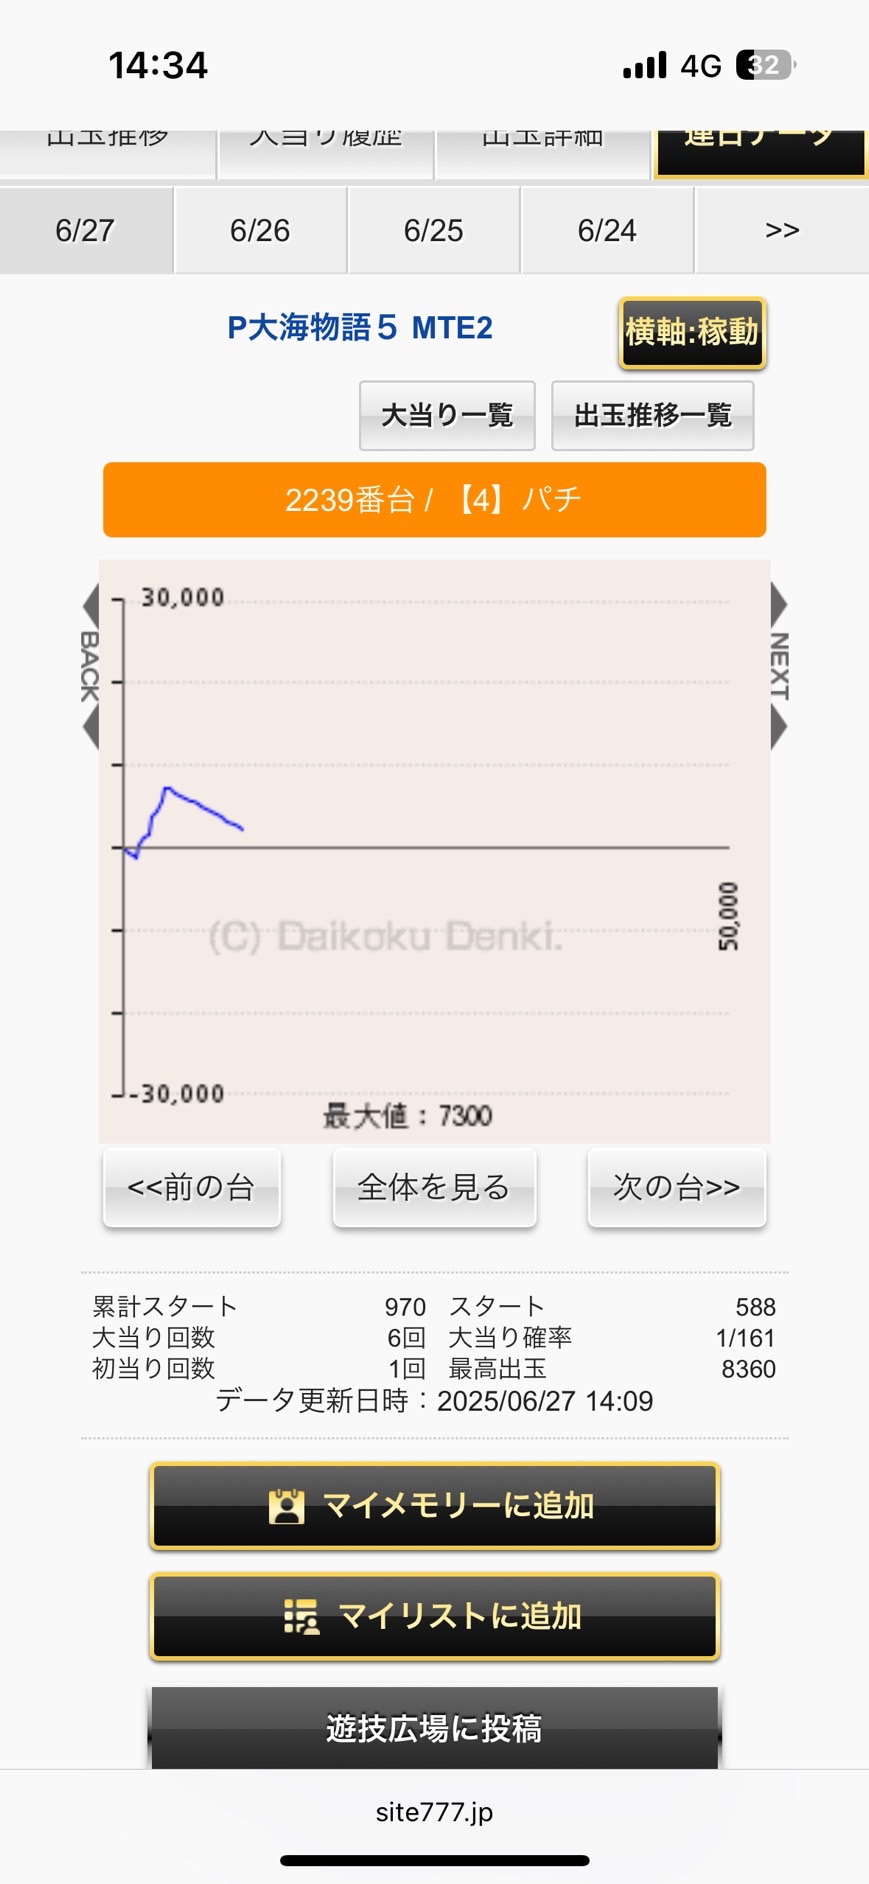 14:34 4G 32
出玉推移 大当り履歴 出玉詳細 連日データ
6/27 6/26 6/25 6/24 >>
P大海物語５ MTE2
横軸:稼動
大当り一覧 出玉推移一覧
2239番台 / 【4】パチ
30,000
BACK
NEXT
50,000
(C) Daikoku Denki.
-30,000
最大値：7300
<<前の台 全体を見る 次の台>>
累計スタート 970 スタート 588
大当り回数 6回 大当り確率 1/161
初当り回数 1回 最高出玉 8360
データ更新日時：2025/06/27 14:09
マイメモリーに追加
マイリストに追加
遊技広場に投稿
site777.jp